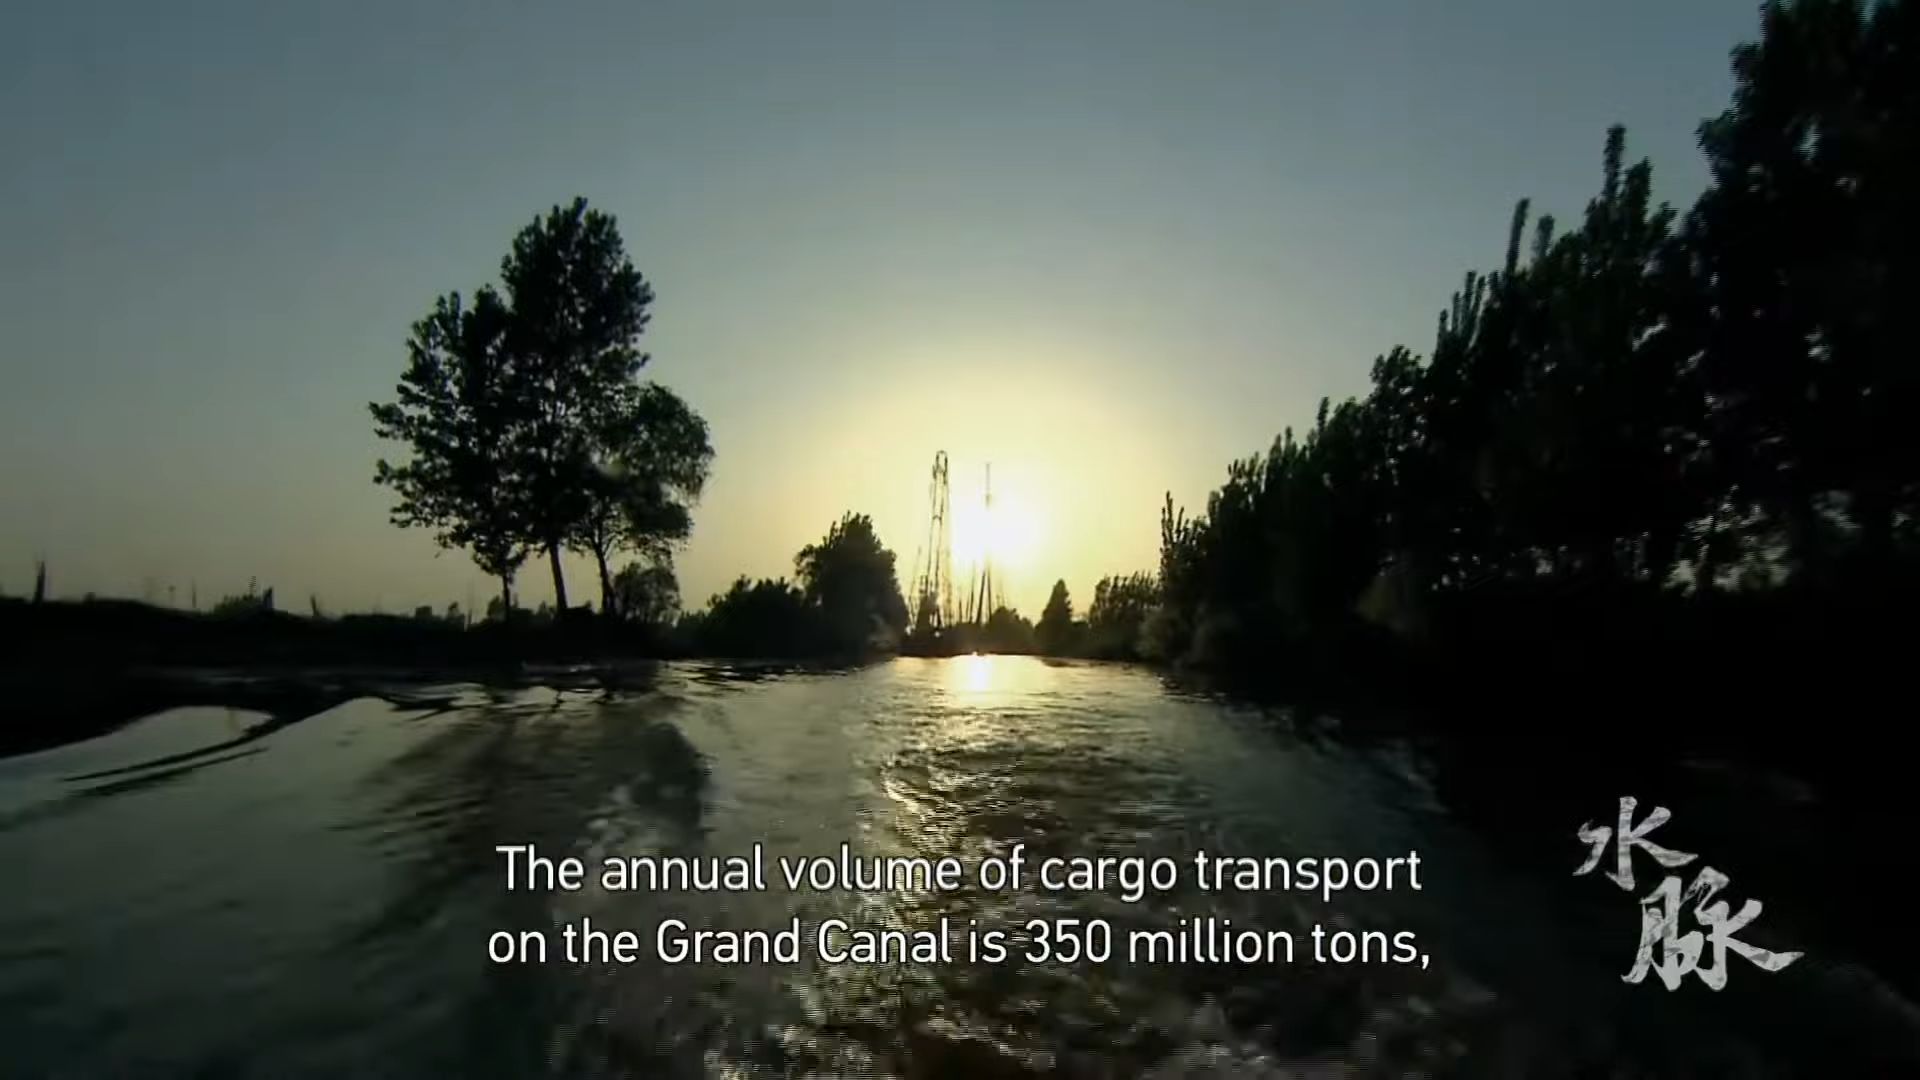 The annual volume of cargo transport
on the Grand Canal is 350 million tons,
水
脉